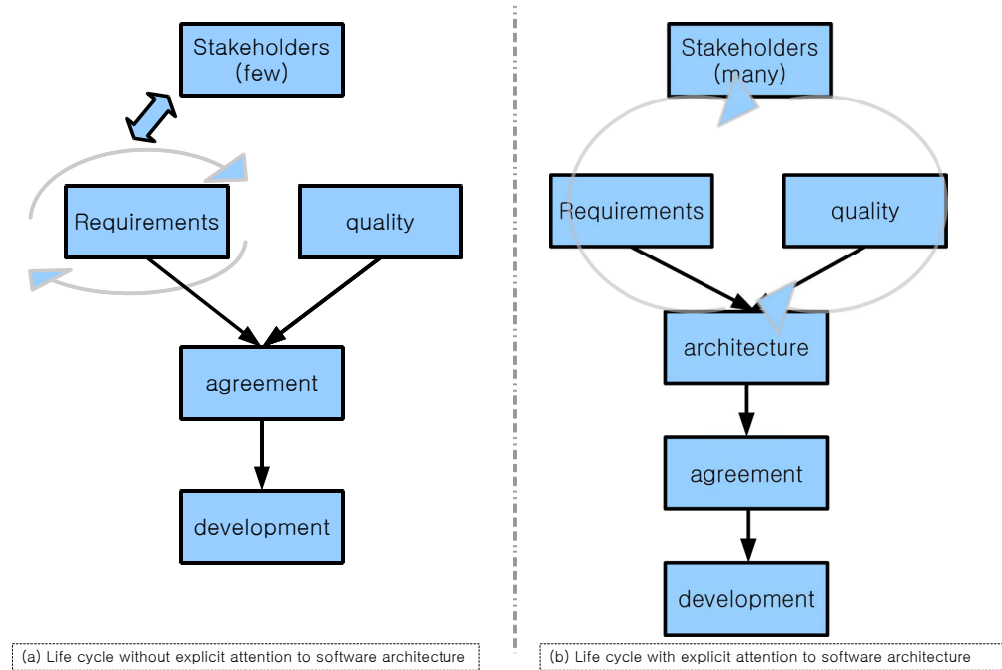 Stakeholders
(few)
Requirements
quality
agreement
development
(a) Life cycle without explicit attention to software architecture
Stakeholders
(many)
Requirements
quality
architecture
agreement
development
(b) Life cycle with explicit attention to software architecture